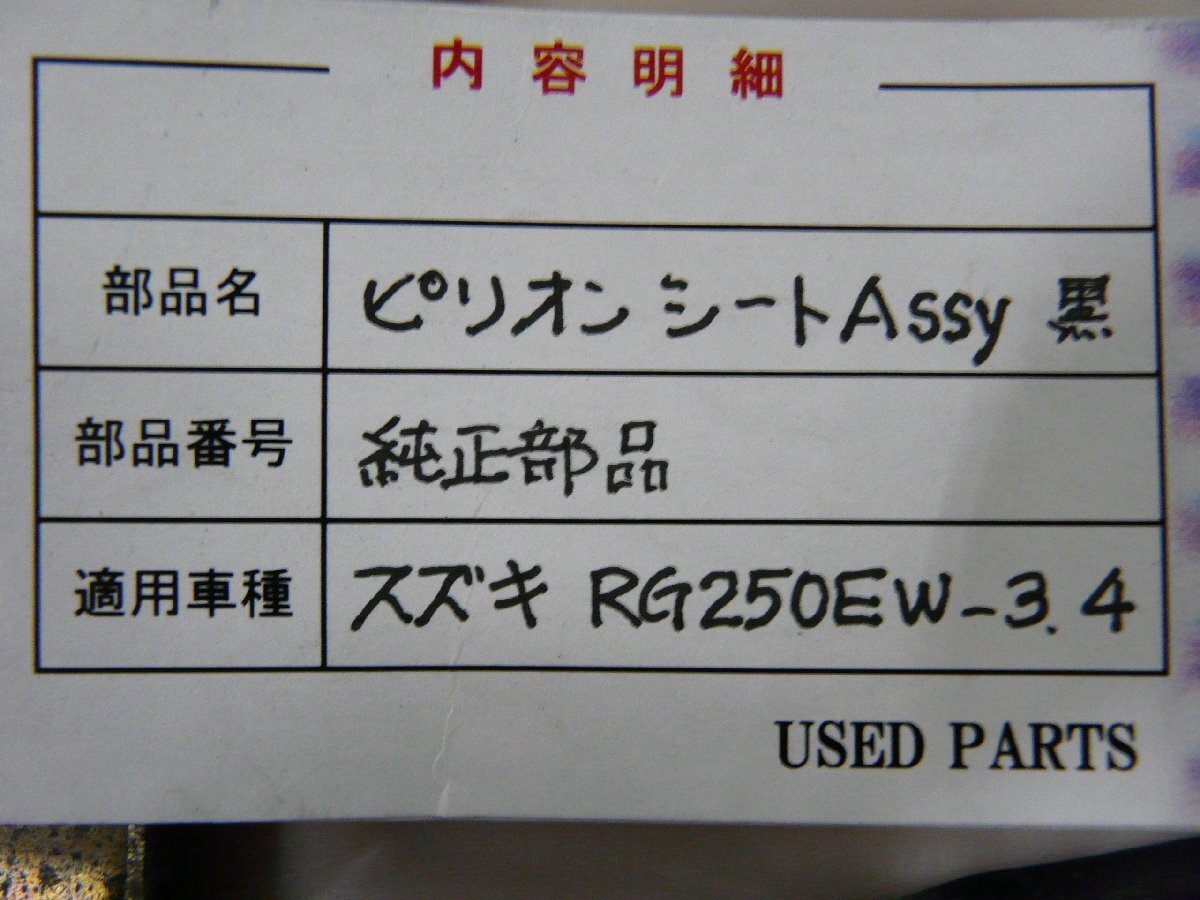 内容明細
部品名 ピリオンシートAssy 黒
部品番号 純正部品
適用車種 スズキ RG250EW-3.4
USED PARTS